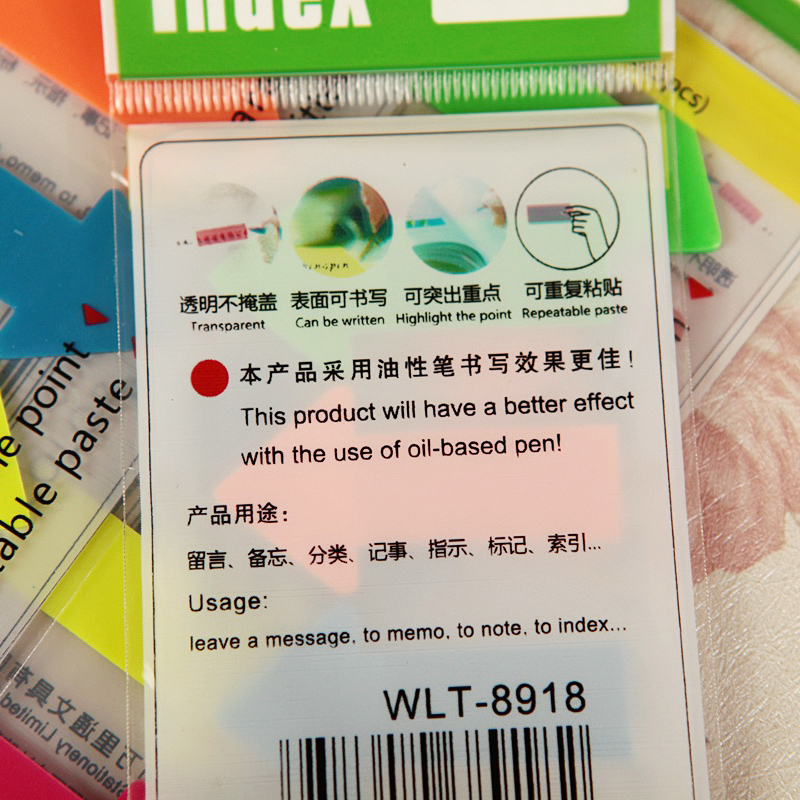 Index
透明不掩盖 表面可书写 可突出重点 可重复粘贴
Transparent Can be written Highlight the point Repeatable paste
本产品采用油性笔书写效果更佳！
This product will have a better effect
with the use of oil-based pen!
产品用途：
留言、备忘、分类、记事、指示、标记、索引...
Usage:
leave a message, to memo, to note, to index...
WLT-8918
point
paste
pcs)